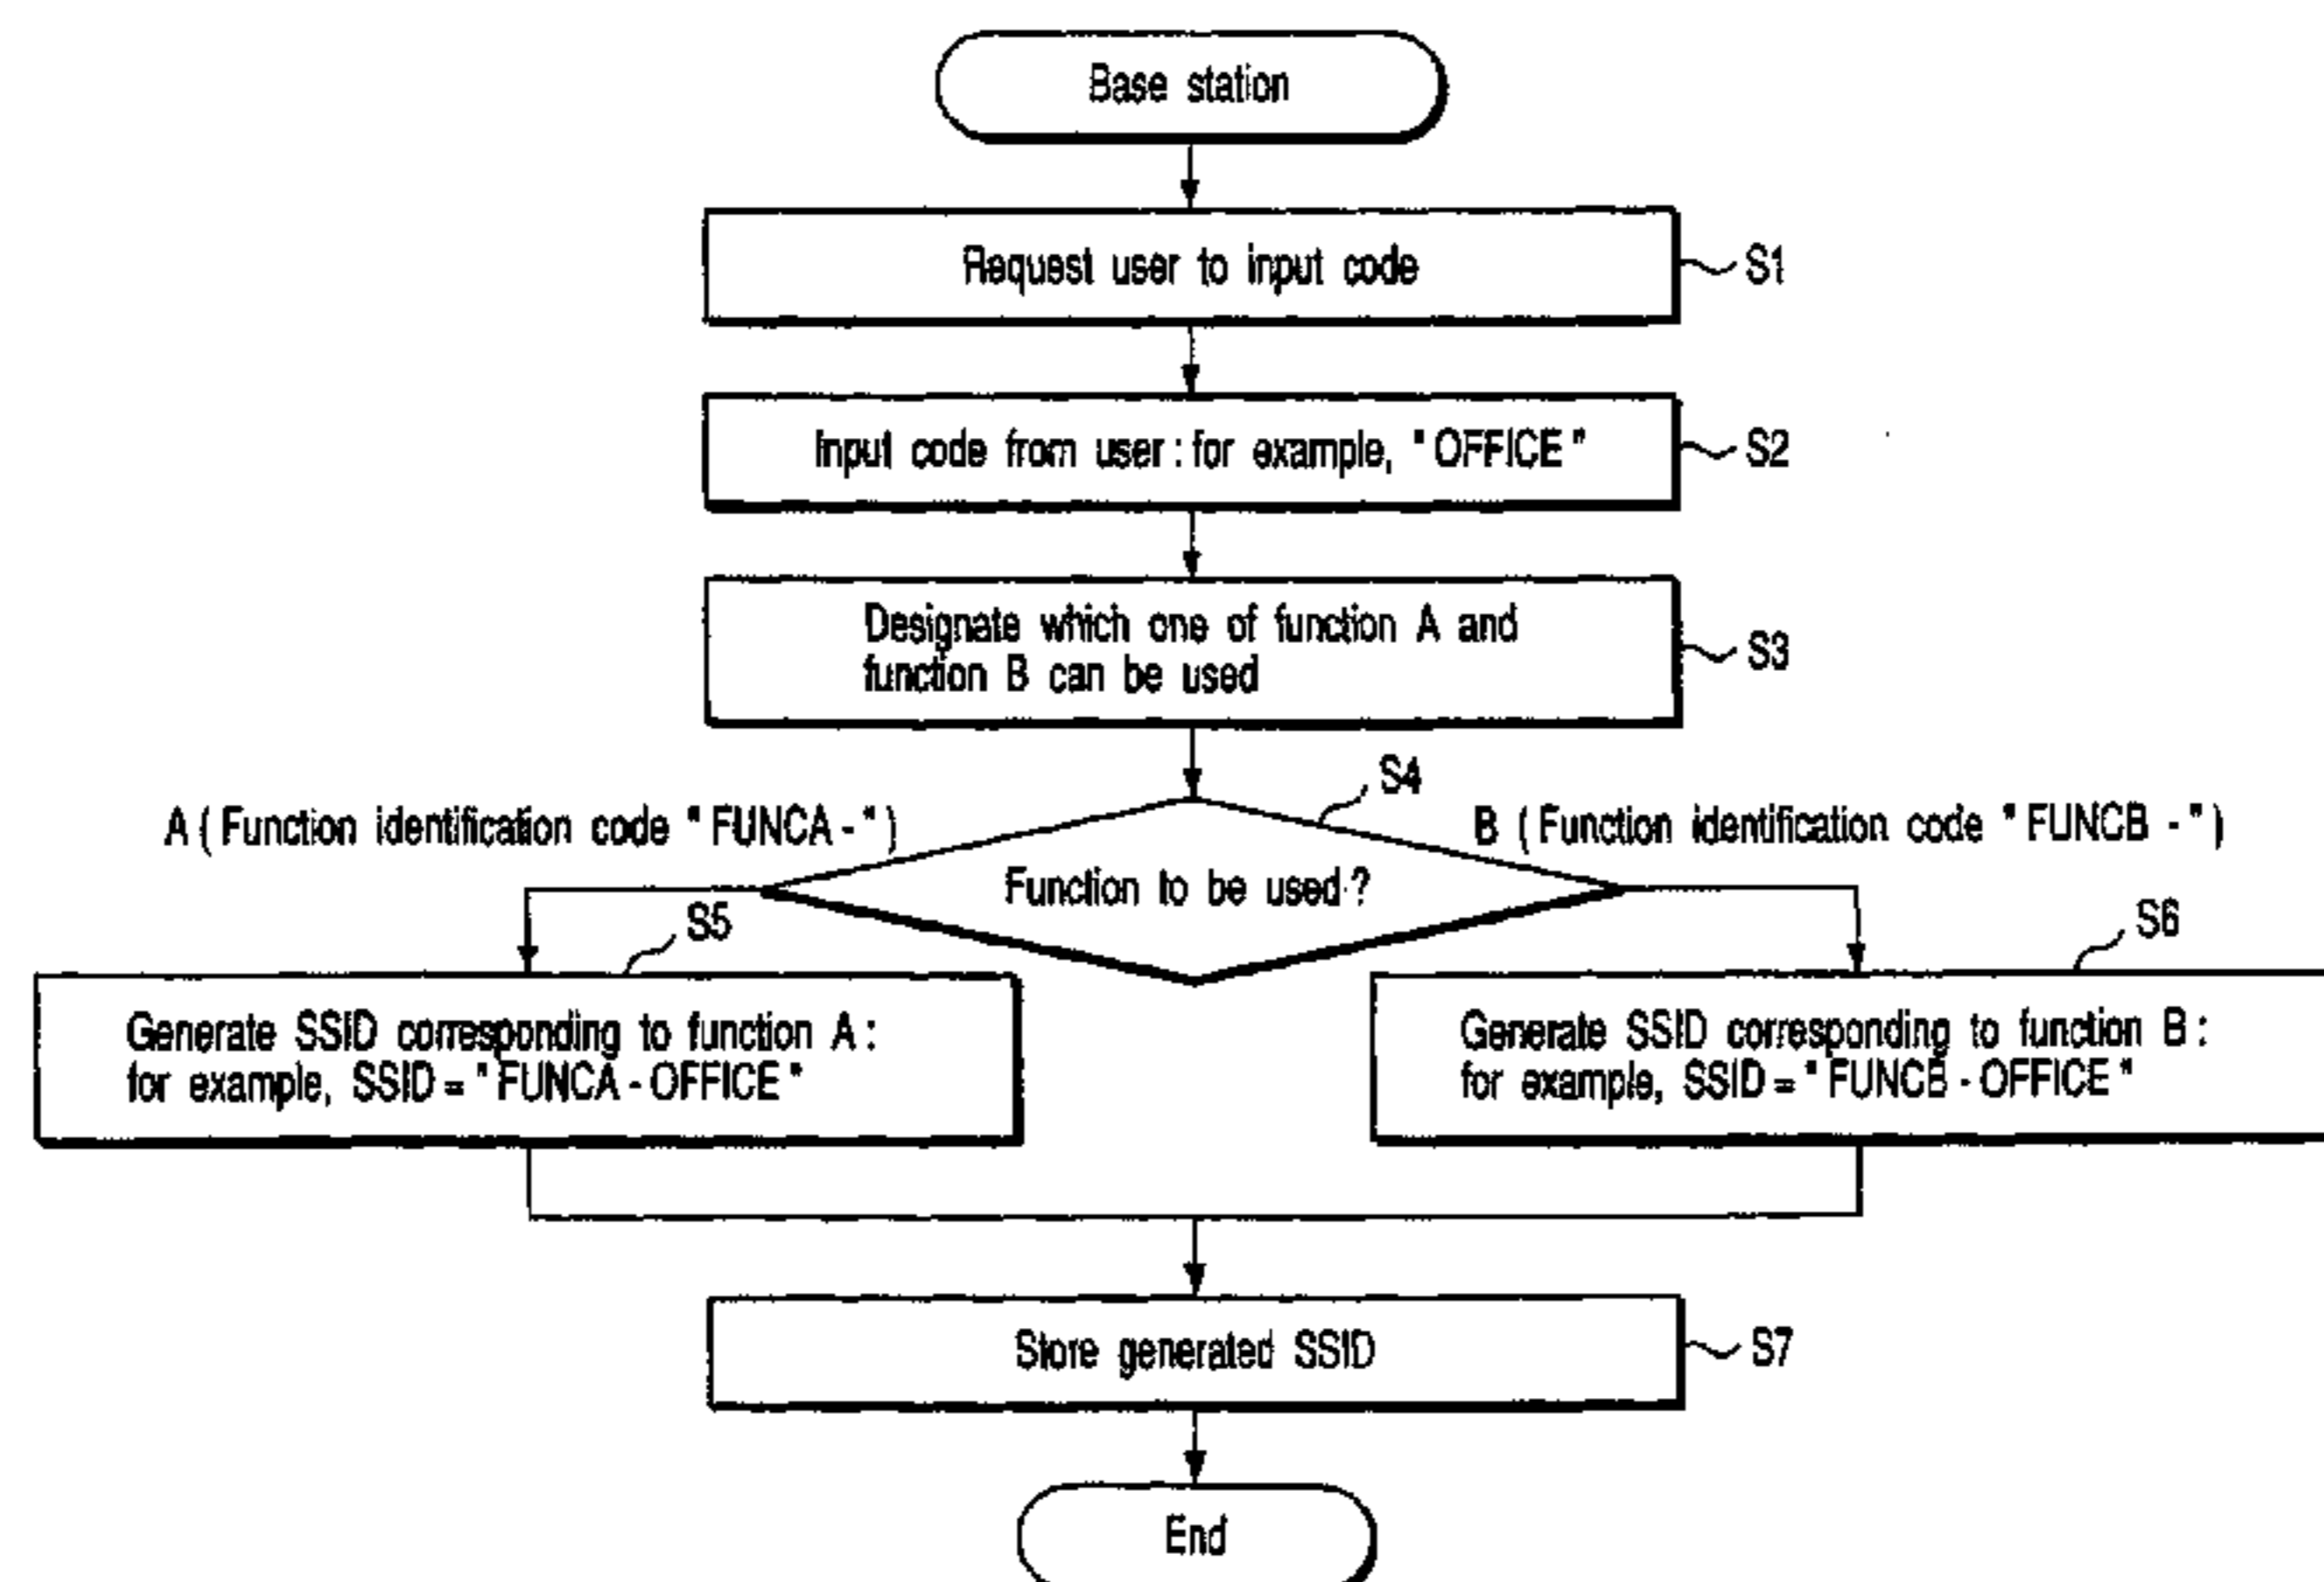 Base station
Request user to input code
S1
Input code from user : for example, "OFFICE"
S2
Designate which one of function A and
function B can be used
S3
S4
A ( Function identification code "FUNCA - " )
B ( Function identification code "FUNCB - " )
Function to be used ?
S5
S6
Generate SSID corresponding to function A :
for example, SSID = "FUNCA - OFFICE"
Generate SSID corresponding to function B :
for example, SSID = "FUNCB - OFFICE"
Store generated SSID
S7
End